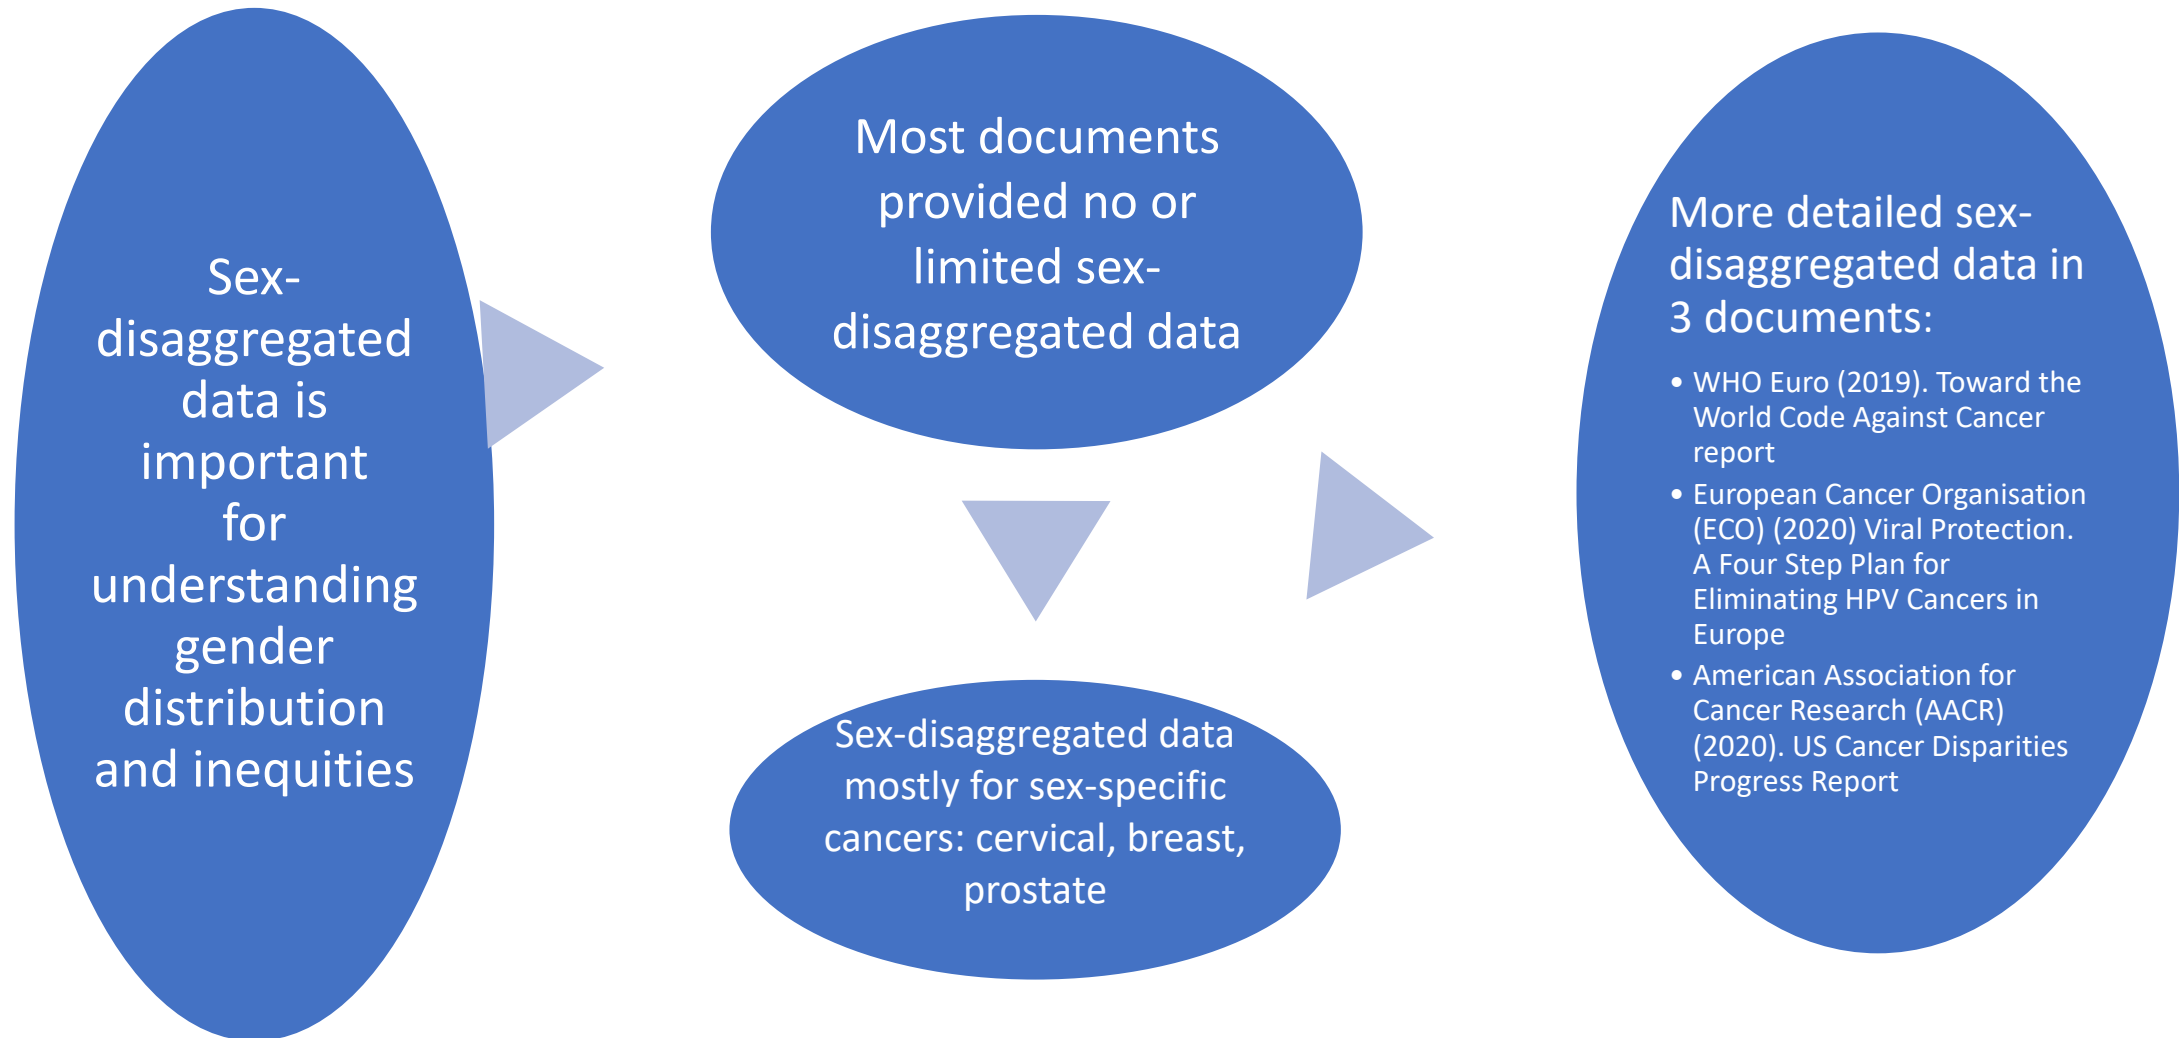 Sex-
disaggregated
data is
important
for
understanding
gender
distribution
and inequities
Most documents
provided no or
limited sex-
disaggregated data
Sex-disaggregated data
mostly for sex-specific
cancers: cervical, breast,
prostate
More detailed sex-
disaggregated data in
3 documents:
• WHO Euro (2019). Toward the
World Code Against Cancer
report
• European Cancer Organisation
(ECO) (2020) Viral Protection.
A Four Step Plan for
Eliminating HPV Cancers in
Europe
• American Association for
Cancer Research (AACR)
(2020). US Cancer Disparities
Progress Report